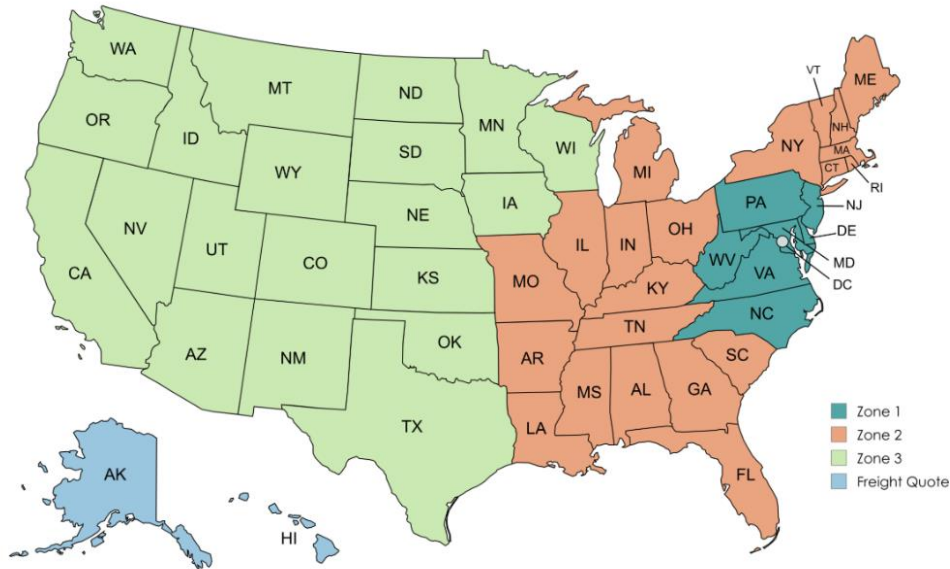 WA
MT
ND
MN
OR
ID
SD
WI
WY
MI
VT
ME
NH
NY
MA
CT
RI
NV
UT
NE
IA
PA
NJ
CA
CO
KS
MO
IL
IN
OH
DE
MD
DC
WV
VA
KY
AZ
NM
OK
AR
TN
NC
TX
LA
MS
AL
GA
SC
FL
AK
HI
Zone 1
Zone 2
Zone 3
Freight Quote